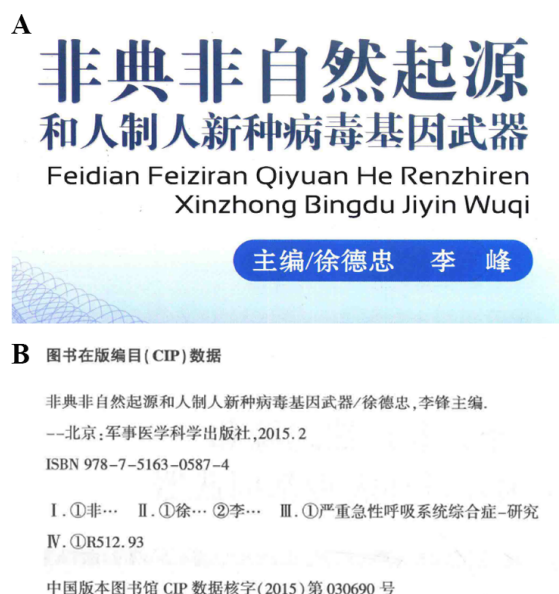 A
非典非自然起源
和人制人新种病毒基因武器
Feidian Feiziran Qiyuan He Renzhiren
Xinzhong Bingdu Jiyin Wuqi
主编/徐德忠 李 峰
B 图书在版编目(CIP)数据
非典非自然起源和人制人新种病毒基因武器/徐德忠,李锋主编.
--北京:军事医学科学出版社,2015.2
ISBN 978-7-5163-0587-4
Ⅰ.①非… Ⅱ.①徐… ②李… Ⅲ.①严重急性呼吸系统综合症-研究
Ⅳ.①R512.93
中国版本图书馆 CIP 数据核字(2015)第 030690 号